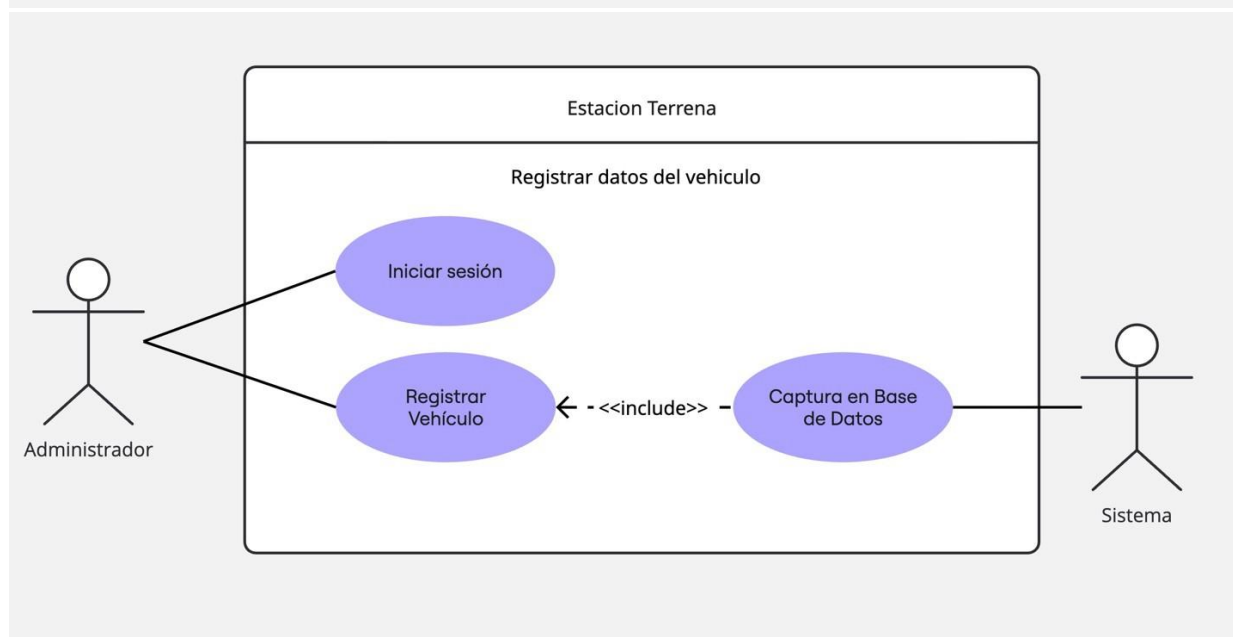 Estacion Terrena
Registrar datos del vehiculo
Iniciar sesión
Registrar
Vehículo
<<include>>
Captura en Base
de Datos
Administrador
Sistema